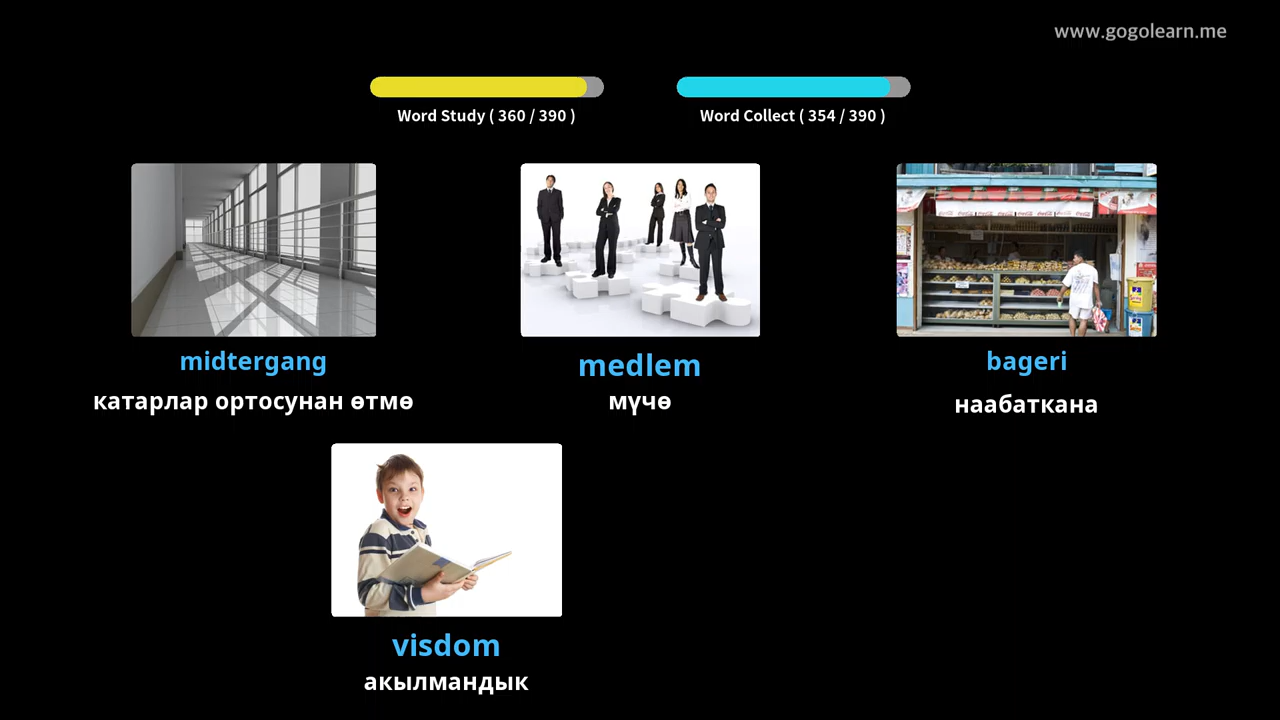 www.gogolearn.me
Word Study ( 360 / 390 )
Word Collect ( 354 / 390 )
midtergang
medlem
bageri
катарлар ортосунан өтмө
мүчө
наабаткана
visdom
акылмандык